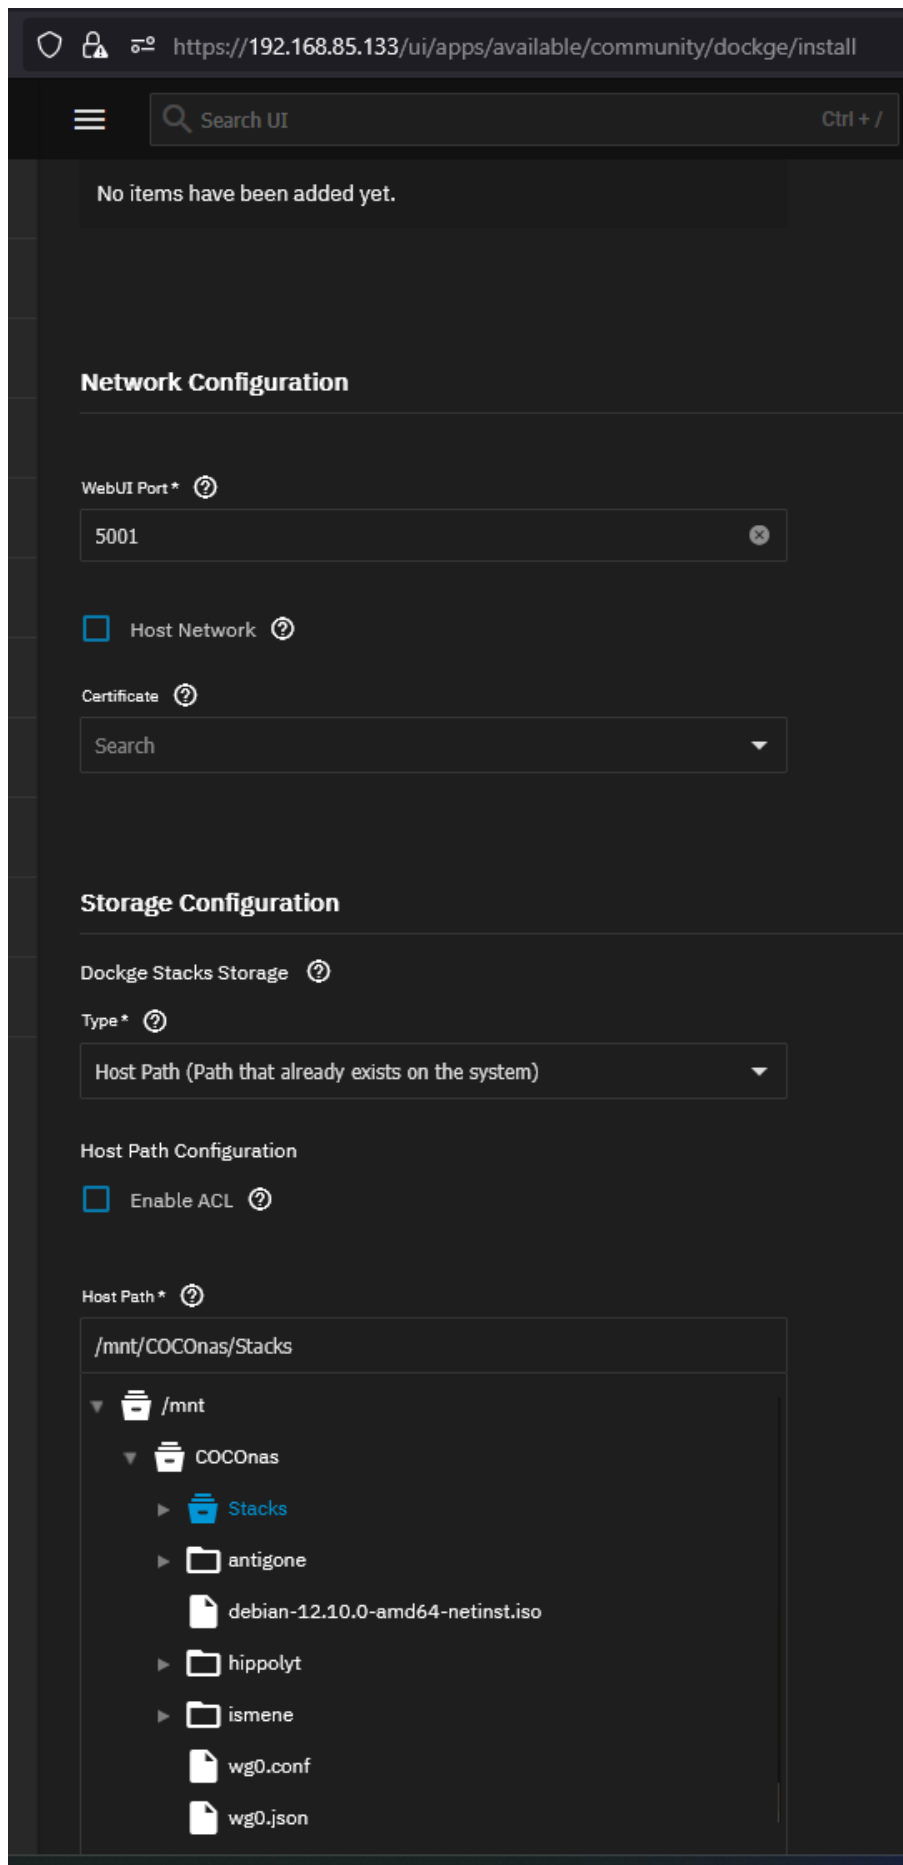 https://192.168.85.133/ui/apps/available/community/dockge/install
Search UI Ctrl + /
No items have been added yet.
Network Configuration
WebUI Port *
5001
Host Network
Certificate
Search
Storage Configuration
Dockge Stacks Storage
Type *
Host Path (Path that already exists on the system)
Host Path Configuration
Enable ACL
Host Path *
/mnt/COCOnas/Stacks
/mnt
COCOnas
Stacks
antigone
debian-12.10.0-amd64-netinst.iso
hippolyt
ismene
wg0.conf
wg0.json